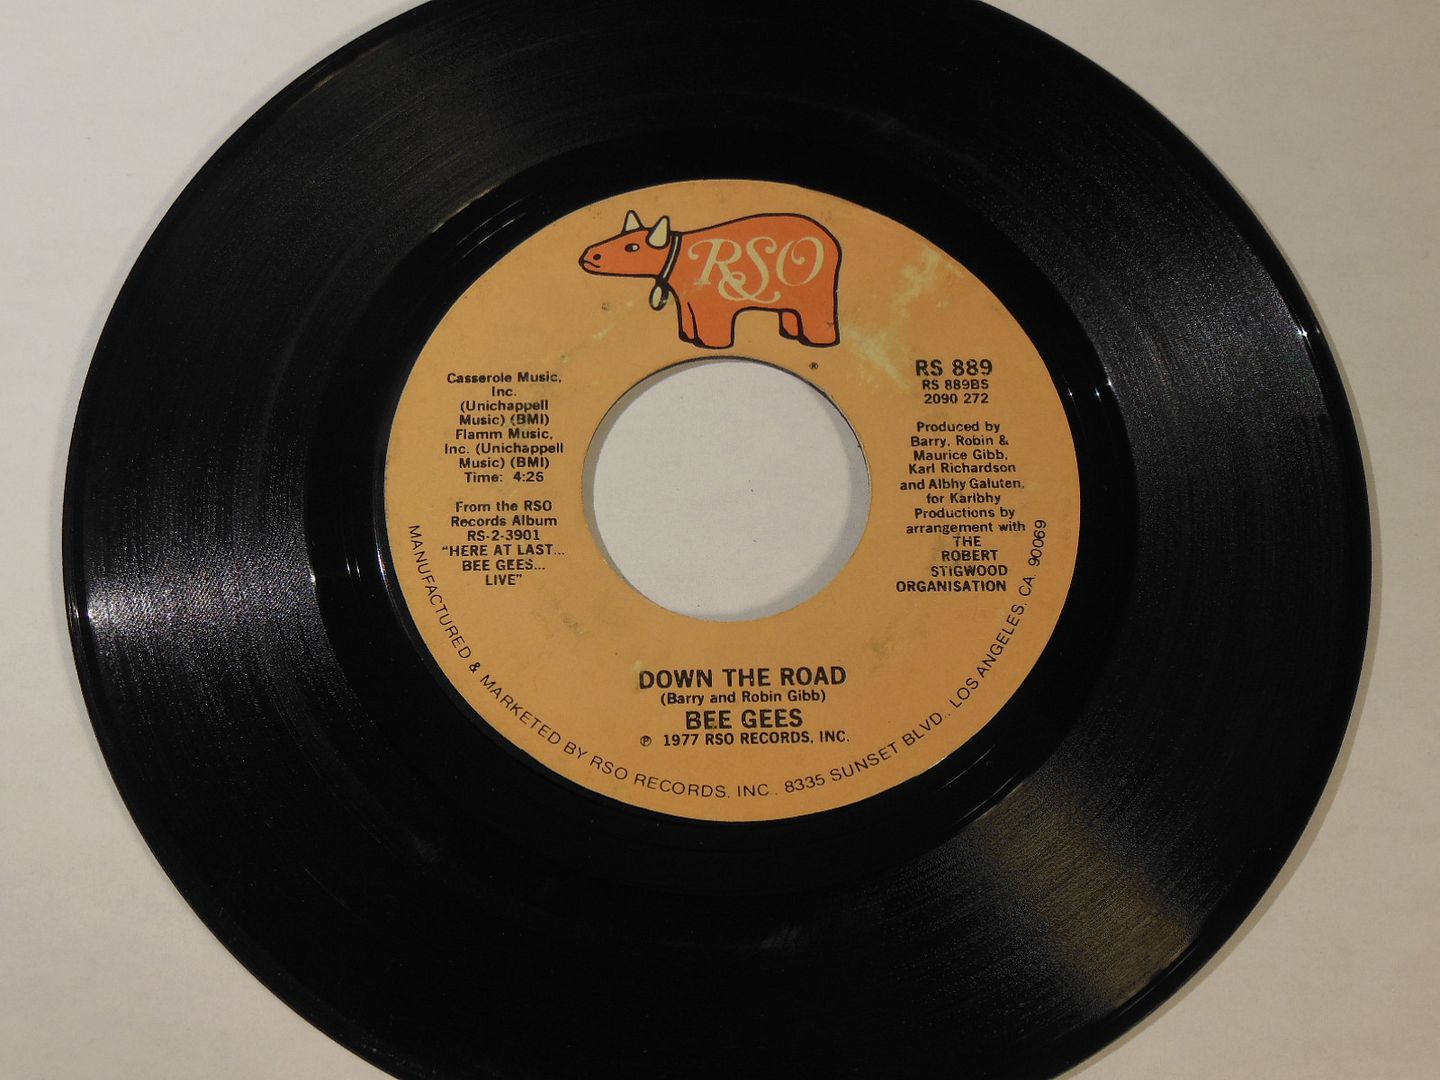 RSO
®
Casserole Music,
Inc.
(Unichappell
Music) (BMI)
Flamm Music,
Inc. (Unichappell
Music) (BMI)
Time: 4:26
From the RSO
Records Album
RS-2-3901
"HERE AT LAST...
BEE GEES...
LIVE"
RS 889
RS 889BS
2090 272
Produced by
Barry, Robin &
Maurice Gibb,
Karl Richardson
and Albhy Galuten,
for Karlbhy
Productions by
arrangement with
THE
ROBERT
STIGWOOD
ORGANISATION
DOWN THE ROAD
(Barry and Robin Gibb)
BEE GEES
℗ 1977 RSO RECORDS, INC.
MANUFACTURED & MARKETED BY RSO RECORDS, INC., 8335 SUNSET BLVD., LOS ANGELES, CA. 90069